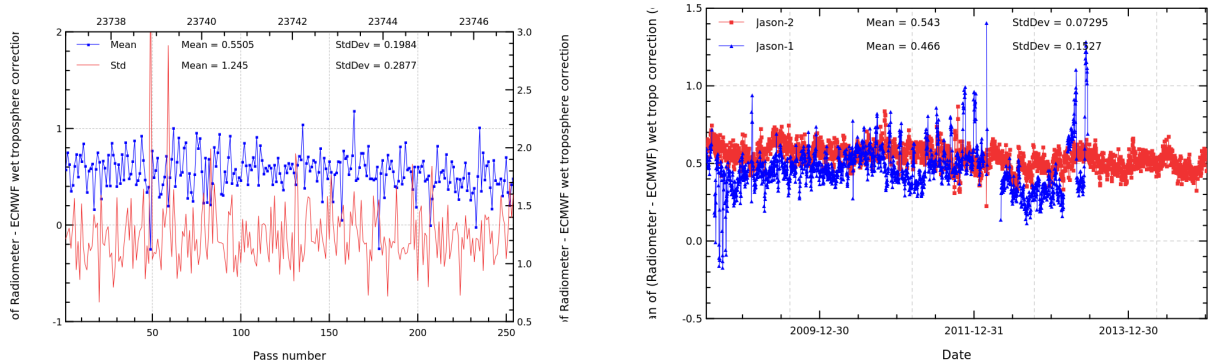 23738 23740 23742 23744 23746
2 3.0
Mean Mean = 0.5505 StdDev = 0.1984
Std Mean = 1.245 StdDev = 0.2877
2.5
1 2.0
1.5
0
1.0
-1 0.5
50 100 150 200 250
Pass number
of Radiometer - ECMWF wet troposphere correction
of Radiometer - ECMWF wet troposphere correction
1.5
Jason-2 Mean = 0.543 StdDev = 0.07295
Jason-1 Mean = 0.466 StdDev = 0.1527
1.0
0.5
0.0
-0.5
2009-12-30 2011-12-31 2013-12-30
Date
of (Radiometer - ECMWF) wet tropo correction (